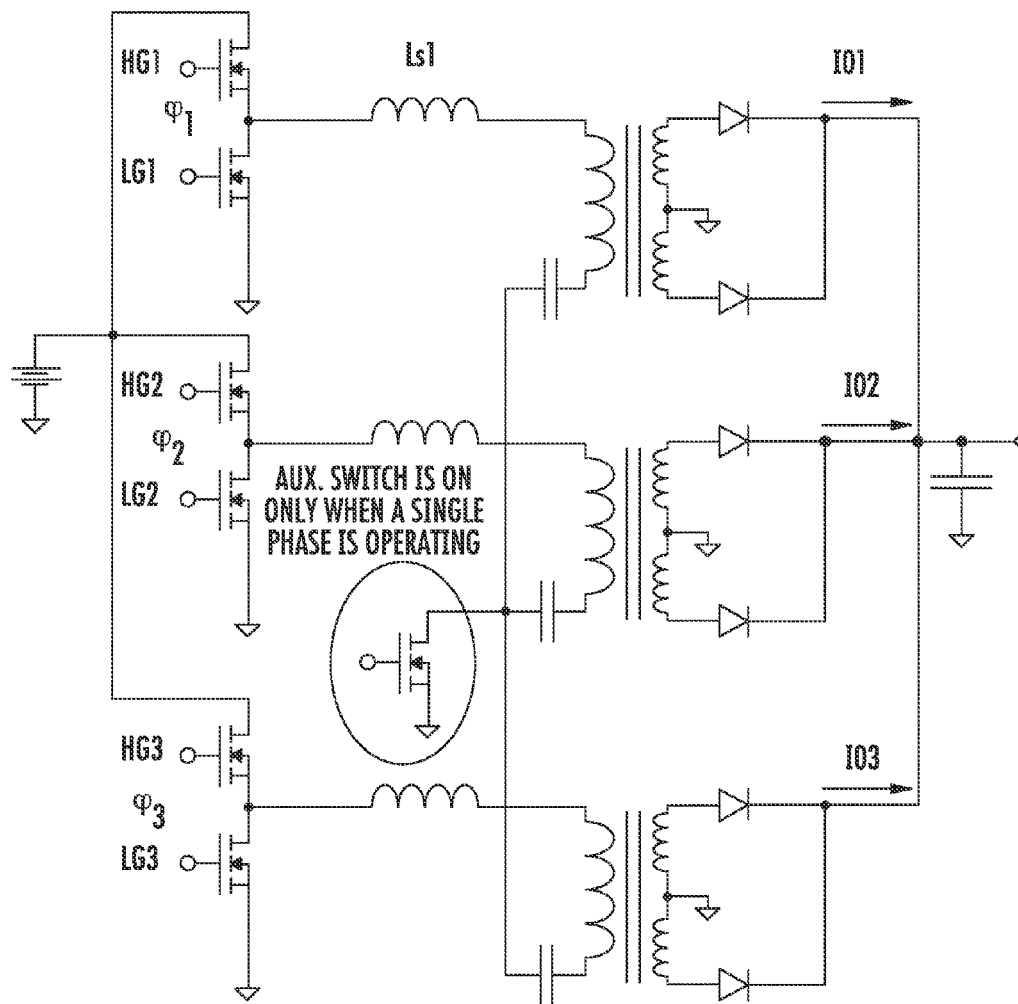 HG1
Ls1
IO1
φ1
LG1
HG2
IO2
φ2
LG2
AUX. SWITCH IS ON
ONLY WHEN A SINGLE
PHASE IS OPERATING
HG3
IO3
φ3
LG3